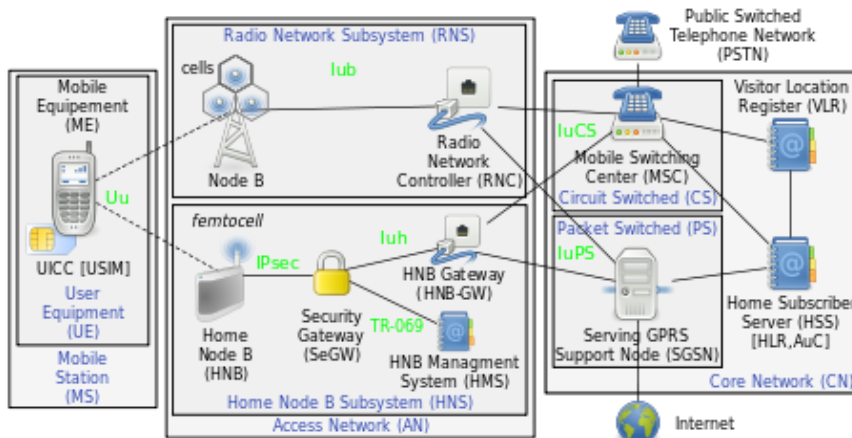 Public Switched
Telephone Network
(PSTN)
Radio Network Subsystem (RNS)
cells
Iub
Node B
Radio
Network
Controller (RNC)
Mobile
Equipement
(ME)
Uu
UICC [USIM]
User
Equipment
(UE)
Mobile
Station
(MS)
femtocell
IPsec
Iuh
TR-069
Home
Node B
(HNB)
Security
Gateway
(SeGW)
HNB Gateway
(HNB-GW)
HNB Managment
System (HMS)
Home Node B Subsystem (HNS)
Access Network (AN)
IuCS
Mobile Switching
Center (MSC)
Circuit Switched (CS)
Packet Switched (PS)
IuPS
Serving GPRS
Support Node (SGSN)
Visitor Location
Register (VLR)
Home Subscriber
Server (HSS)
[HLR,AuC]
Core Network (CN)
Internet